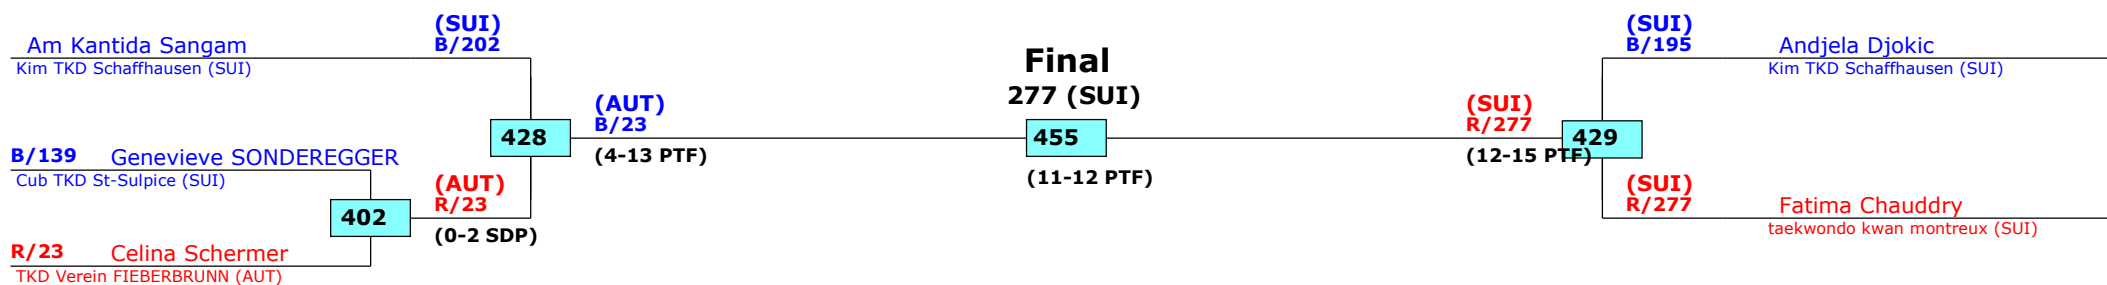 (SUI)
B/202
Am Kantida Sangam
Kim TKD Schaffhausen (SUI)
B/139 Genevieve SONDEREGGER
Cub TKD St-Sulpice (SUI)
R/23 Celina Schermer
TKD Verein FIEBERBRUNN (AUT)
402
(AUT)
R/23
(0-2 SDP)
428
(AUT)
B/23
(4-13 PTF)
Final
277 (SUI)
455
(11-12 PTF)
(SUI)
R/277
(12-15 PTF)
429
(SUI)
B/195
Andjela Djokic
Kim TKD Schaffhausen (SUI)
(SUI)
R/277
Fatima Chauddry
taekwondo kwan montreux (SUI)